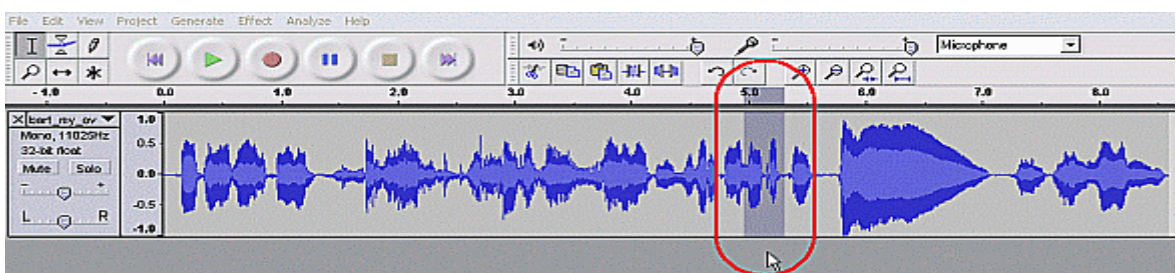 File Edit View Project Generate Effect Analyze Help
Microphone
-1.0 0.0 1.0 2.0 3.0 4.0 5.0 6.0 7.0 8.0
bart_my_ov
Mono, 11025Hz
32-bit float
Mute Solo
- +
L R
1.0
0.5
0.0
-0.5
-1.0